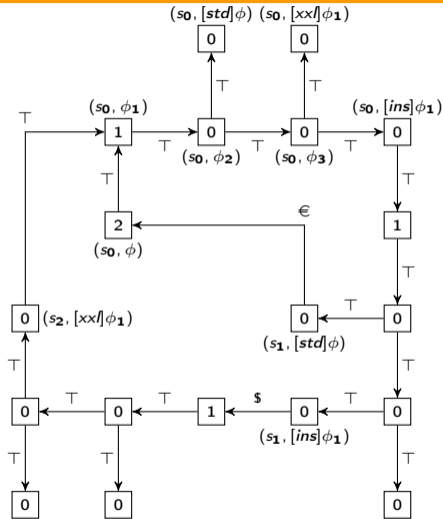 (s₀, [std]ϕ) (s₀, [xxl]ϕ₁)
0 0
⊤ ⊤
(s₀, ϕ₁) (s₀, [ins]ϕ₁)
⊤
1 0 0 0
⊤ ⊤ ⊤
(s₀, ϕ₂) (s₀, ϕ₃)
⊤ ⊤
€
2 1
(s₀, ϕ)
⊤
⊤
0 (s₂, [xxl]ϕ₁) 0 0
(s₁, [std]ϕ)
⊤ ⊤
⊤ ⊤ $ ⊤
0 0 1 0 0
(s₁, [ins]ϕ₁)
⊤ ⊤ ⊤
0 0 0